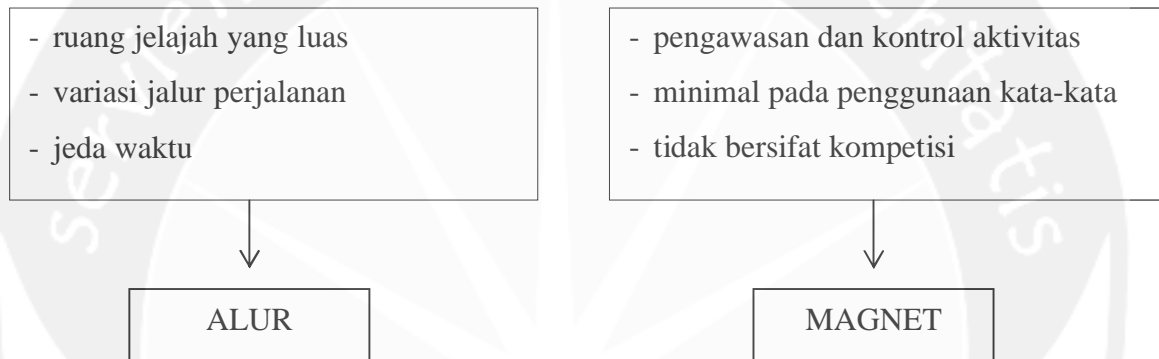 - ruang jelajah yang luas
- variasi jalur perjalanan
- jeda waktu
- pengawasan dan kontrol aktivitas
- minimal pada penggunaan kata-kata
- tidak bersifat kompetisi
ALUR
MAGNET